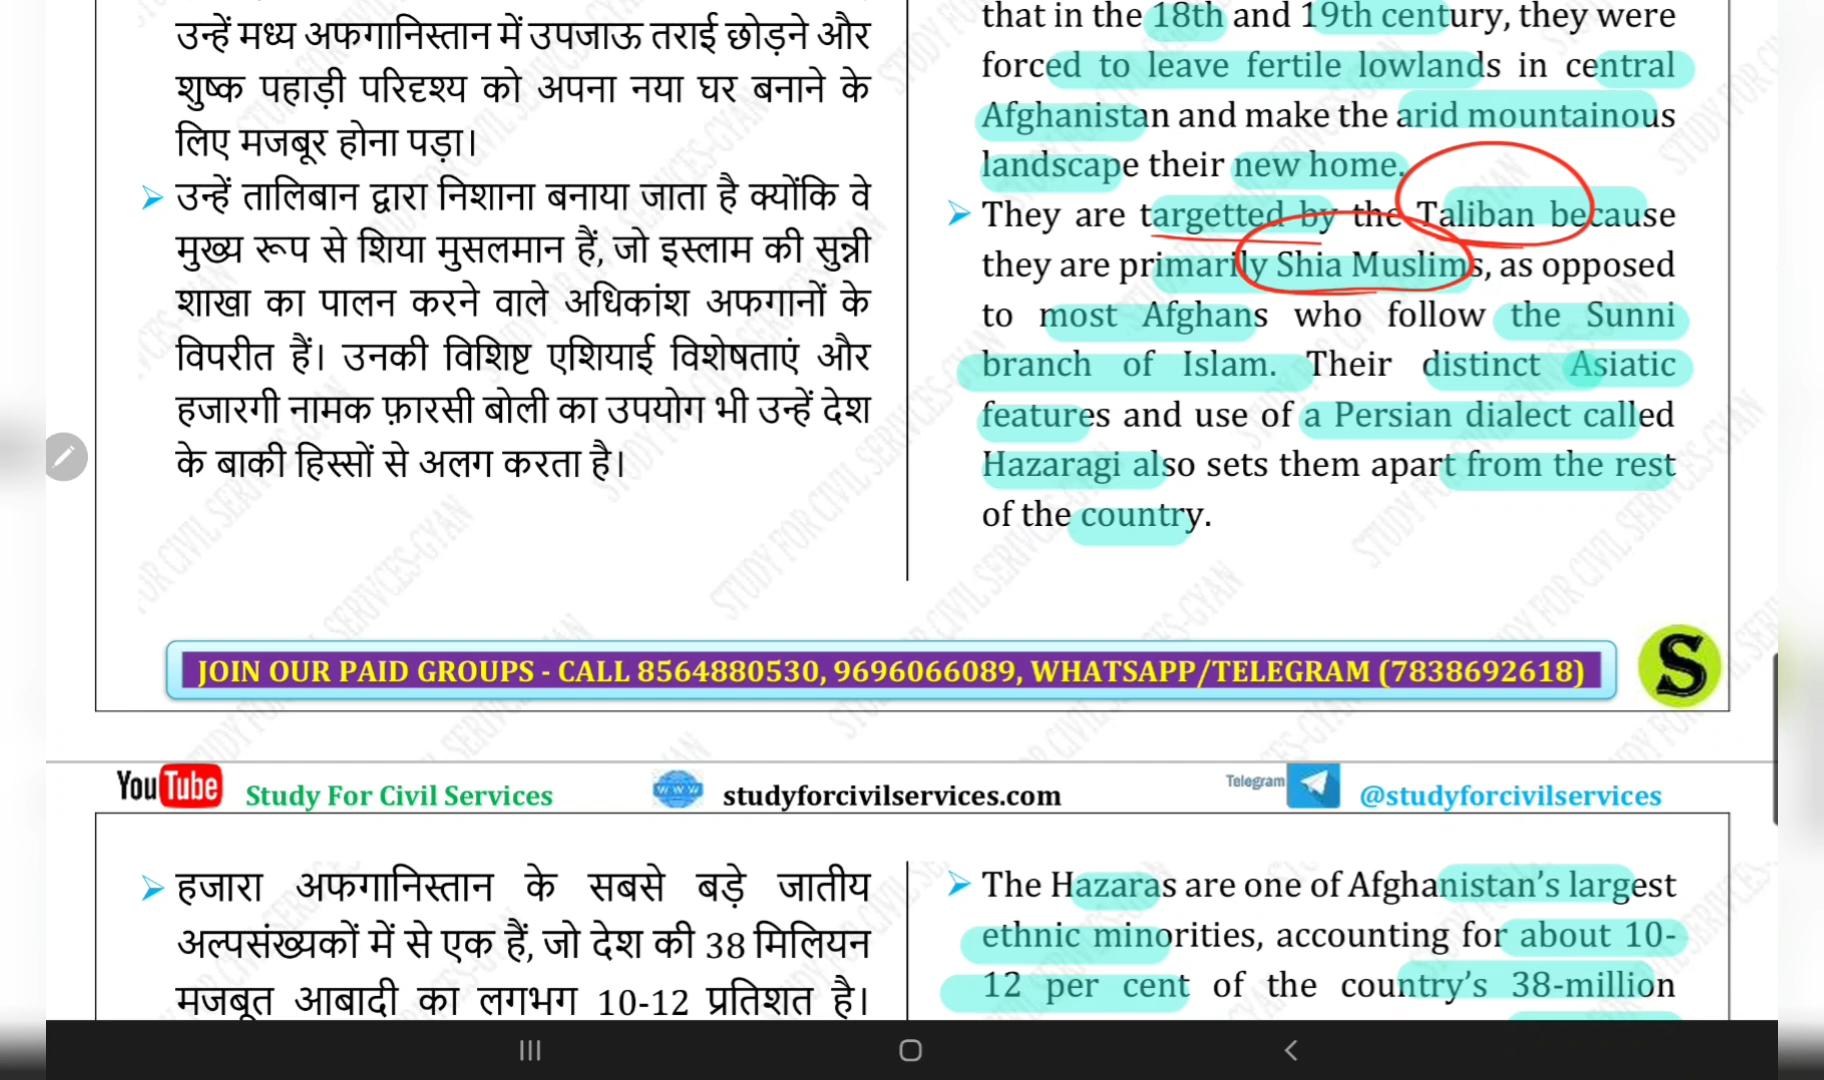 उन्हें मध्य अफगानिस्तान में उपजाऊ तराई छोड़ने और
शुष्क पहाड़ी परिदृश्य को अपना नया घर बनाने के
लिए मजबूर होना पड़ा।
उन्हें तालिबान द्वारा निशाना बनाया जाता है क्योंकि वे
मुख्य रूप से शिया मुसलमान हैं, जो इस्लाम की सुन्नी
शाखा का पालन करने वाले अधिकांश अफगानों के
विपरीत हैं। उनकी विशिष्ट एशियाई विशेषताएं और
हजारगी नामक फ़ारसी बोली का उपयोग भी उन्हें देश
के बाकी हिस्सों से अलग करता है।
that in the 18th and 19th century, they were
forced to leave fertile lowlands in central
Afghanistan and make the arid mountainous
landscape their new home.
They are targetted by the Taliban because
they are primarily Shia Muslims, as opposed
to most Afghans who follow the Sunni
branch of Islam. Their distinct Asiatic
features and use of a Persian dialect called
Hazaragi also sets them apart from the rest
of the country.
JOIN OUR PAID GROUPS - CALL 8564880530, 9696066089, WHATSAPP/TELEGRAM (7838692618)
S
YouTube Study For Civil Services
www studyforcivilservices.com
Telegram @studyforcivilservices
हजारा अफगानिस्तान के सबसे बड़े जातीय
अल्पसंख्यकों में से एक हैं, जो देश की 38 मिलियन
मजबूत आबादी का लगभग 10-12 प्रतिशत है।
The Hazaras are one of Afghanistan's largest
ethnic minorities, accounting for about 10-
12 per cent of the country's 38-million
STUDY FOR CIVIL SERIVCES-GYAN